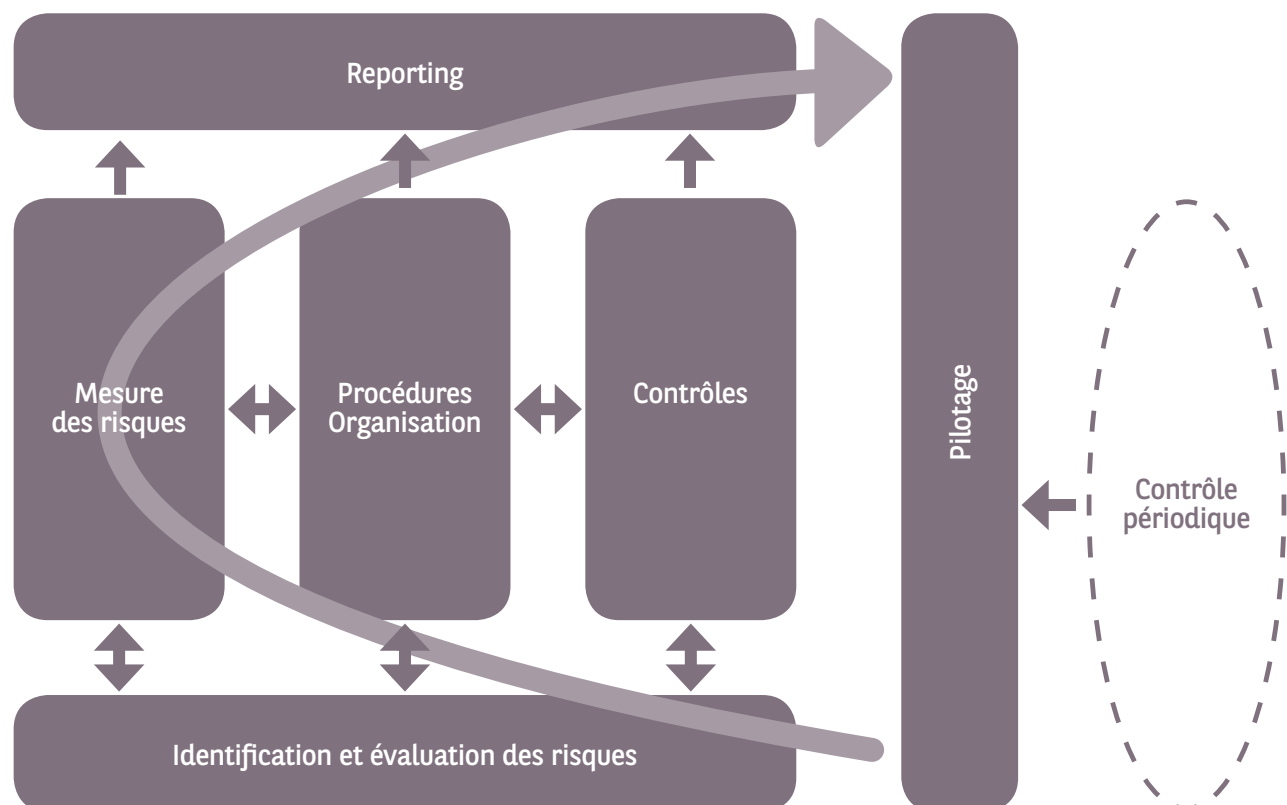 Reporting
Mesure
des risques
Procédures
Organisation
Contrôles
Pilotage
Contrôle
périodique
Identification et évaluation des risques